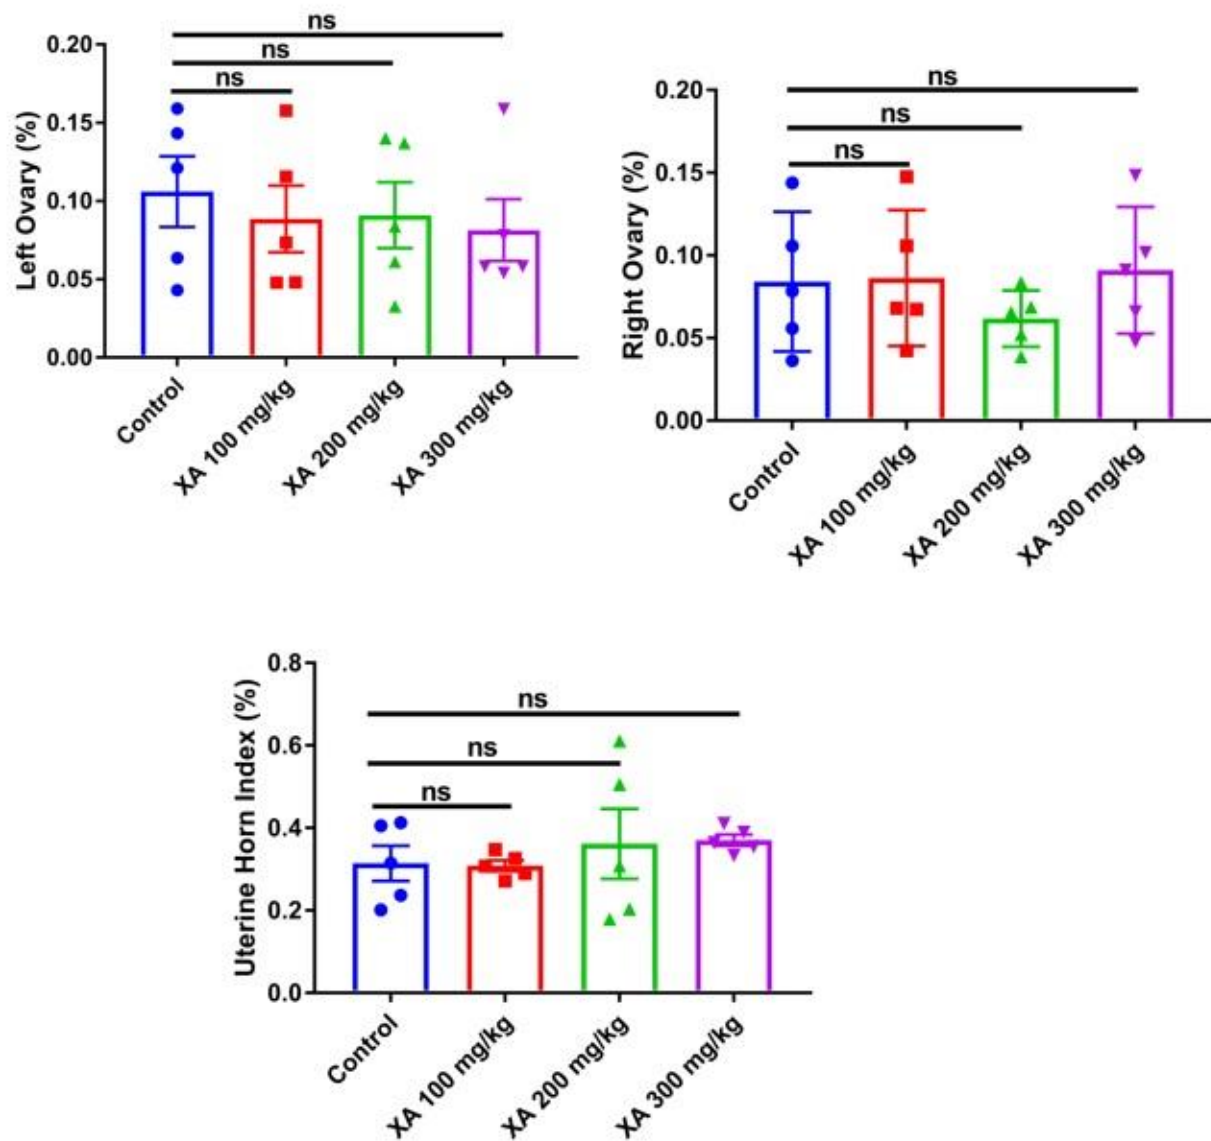 ns
ns
ns
Left Ovary (%)
0.20
0.15
0.10
0.05
0.00
Control
XA 100 mg/kg
XA 200 mg/kg
XA 300 mg/kg
ns
ns
ns
Right Ovary (%)
0.20
0.15
0.10
0.05
0.00
Control
XA 100 mg/kg
XA 200 mg/kg
XA 300 mg/kg
ns
ns
ns
Uterine Horn Index (%)
0.8
0.6
0.4
0.2
0.0
Control
XA 100 mg/kg
XA 200 mg/kg
XA 300 mg/kg